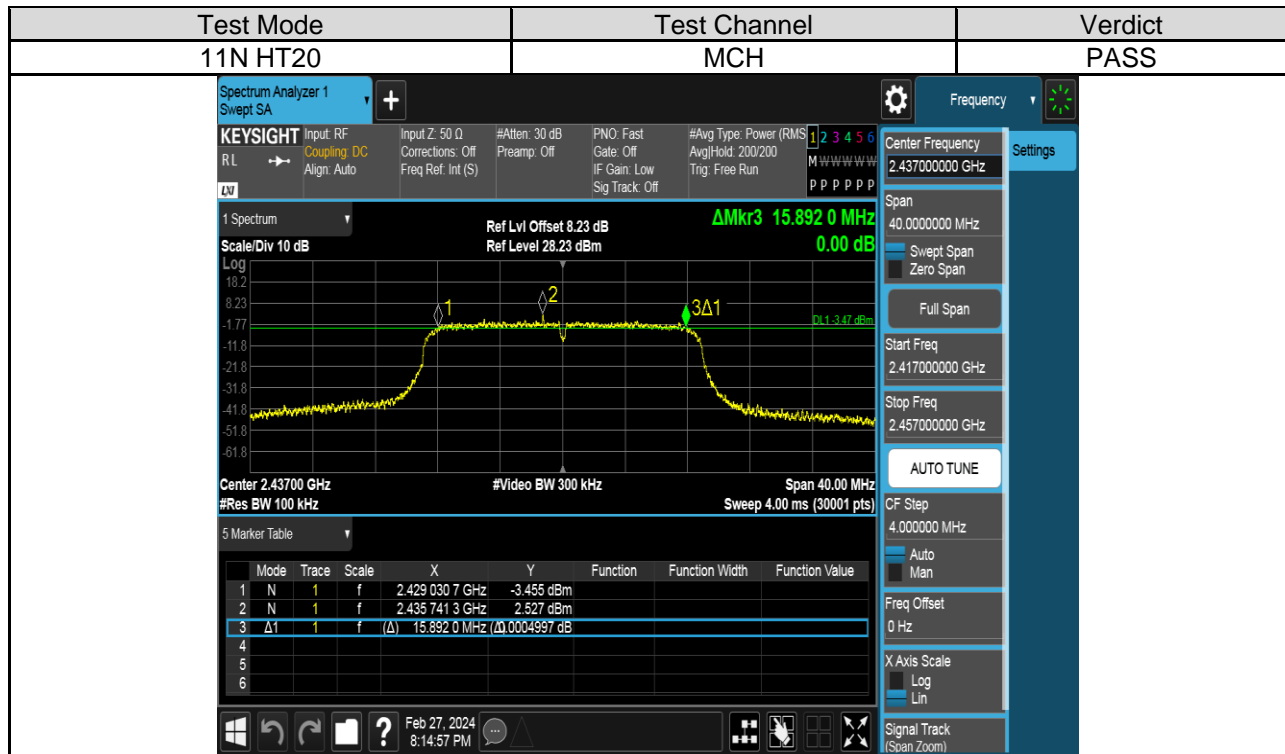 Test Mode Test Channel Verdict
11N HT20 MCH PASS
Spectrum Analyzer 1
Swept SA
+
Frequency
KEYSIGHT Input: RF Input Z: 50 Ω #Atten: 30 dB PNO: Fast #Avg Type: Power (RMS 1 2 3 4 5 6
RL Coupling: DC Corrections: Off Preamp: Off Gate: Off Avg|Hold: 200/200 M W W W W W
Align: Auto Freq Ref: Int (S) IF Gain: Low Trig: Free Run
LXI Sig Track: Off P P P P P P
1 Spectrum
Ref Lvl Offset 8.23 dB ΔMkr3 15.892 0 MHz
Scale/Div 10 dB Ref Level 28.23 dBm 0.00 dB
Log
18.2
8.23
-1.77
-11.8
-21.8
-31.8
-41.8
-51.8
-61.8
1
2
3Δ1
DL1 -3.47 dBm
Center 2.43700 GHz #Video BW 300 kHz Span 40.00 MHz
#Res BW 100 kHz Sweep 4.00 ms (30001 pts)
5 Marker Table
Mode Trace Scale X Y Function Function Width Function Value
1 N 1 f 2.429 030 7 GHz -3.455 dBm
2 N 1 f 2.435 741 3 GHz 2.527 dBm
3 Δ1 1 f (Δ) 15.892 0 MHz (Δ) 0.0004997 dB
4
5
6
Center Frequency
2.437000000 GHz
Settings
Span
40.0000000 MHz
Swept Span
Zero Span
Full Span
Start Freq
2.417000000 GHz
Stop Freq
2.457000000 GHz
AUTO TUNE
CF Step
4.000000 MHz
Auto
Man
Freq Offset
0 Hz
X Axis Scale
Log
Lin
Signal Track
(Span Zoom)
?
Feb 27, 2024
8:14:57 PM